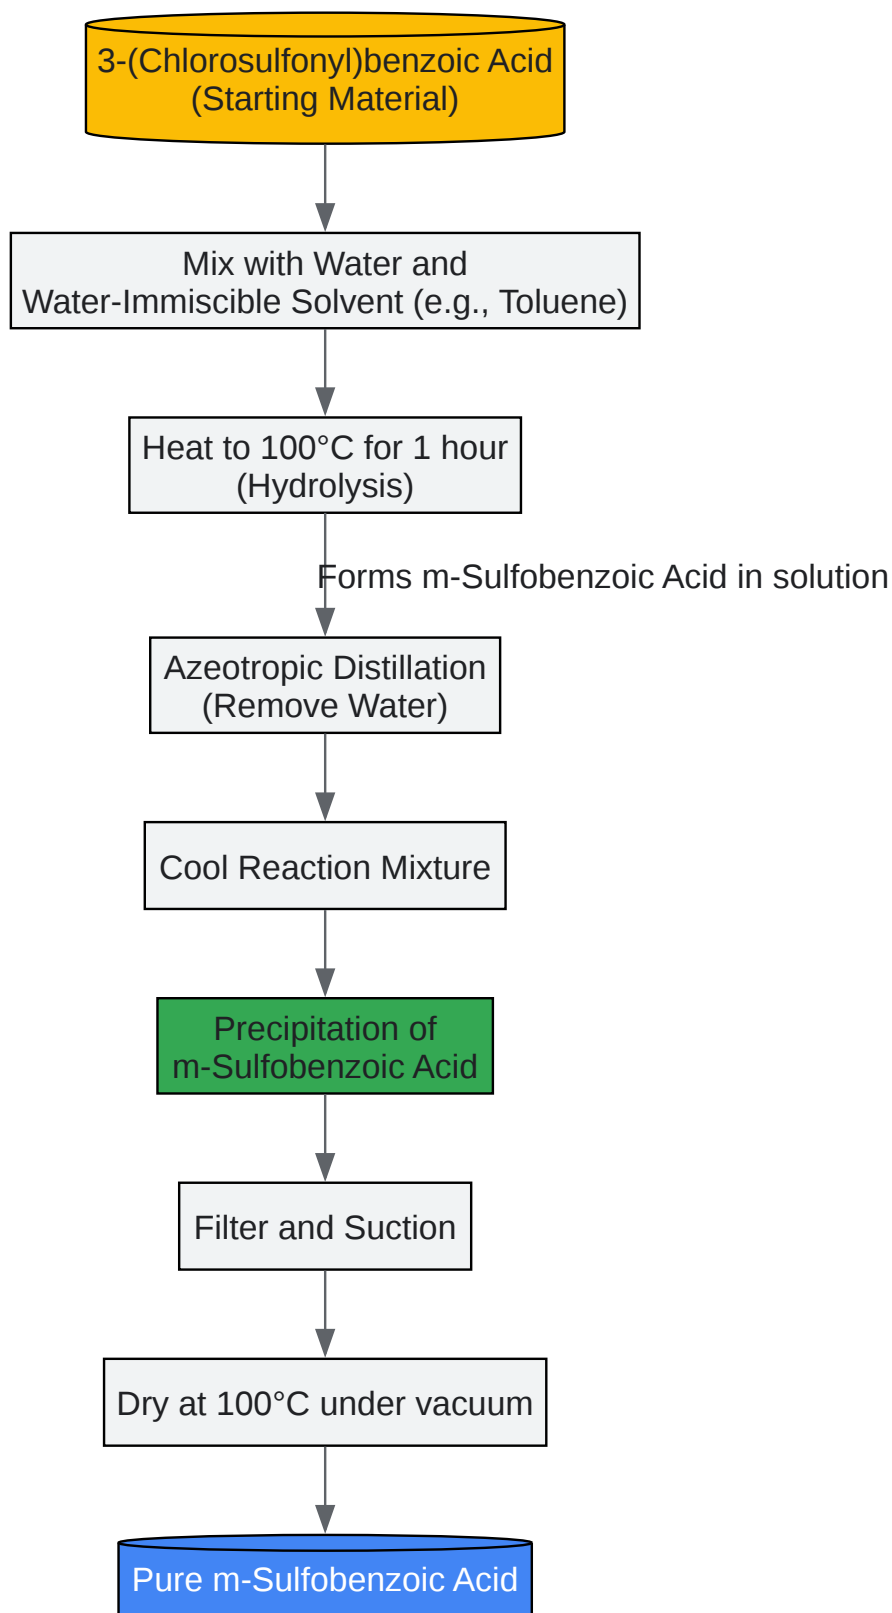 3-(Chlorosulfonyl)benzoic Acid
(Starting Material)
Mix with Water and
Water-Immiscible Solvent (e.g., Toluene)
Heat to 100°C for 1 hour
(Hydrolysis)
Forms m-Sulfobenzoic Acid in solution
Azeotropic Distillation
(Remove Water)
Cool Reaction Mixture
Precipitation of
m-Sulfobenzoic Acid
Filter and Suction
Dry at 100°C under vacuum
Pure m-Sulfobenzoic Acid